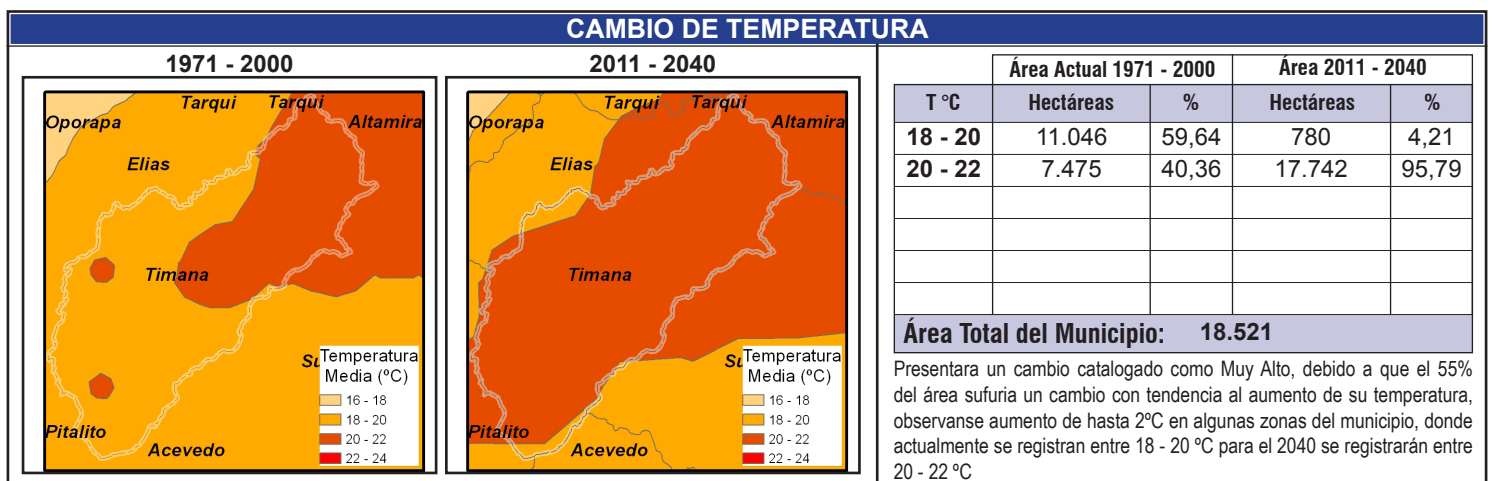 CAMBIO DE TEMPERATURA
1971 - 2000
Tarqui Tarqui
Oporapa Altamira
Elias
Timana
Su
Pitalito
Acevedo
Temperatura
Media (ºC)
16 - 18
18 - 20
20 - 22
22 - 24
2011 - 2040
Tarqui Tarqui
Oporapa Altamira
Elias
Timana
Su
Pitalito
Acevedo
Temperatura
Media (ºC)
16 - 18
18 - 20
20 - 22
22 - 24
Área Actual 1971 - 2000 Área 2011 - 2040
T °C Hectáreas % Hectáreas %
18 - 20 11.046 59,64 780 4,21
20 - 22 7.475 40,36 17.742 95,79
Área Total del Municipio: 18.521
Presentara un cambio catalogado como Muy Alto, debido a que el 55%
del área sufuria un cambio con tendencia al aumento de su temperatura,
observanse aumento de hasta 2ºC en algunas zonas del municipio, donde
actualmente se registran entre 18 - 20 ºC para el 2040 se registrarán entre
20 - 22 ºC